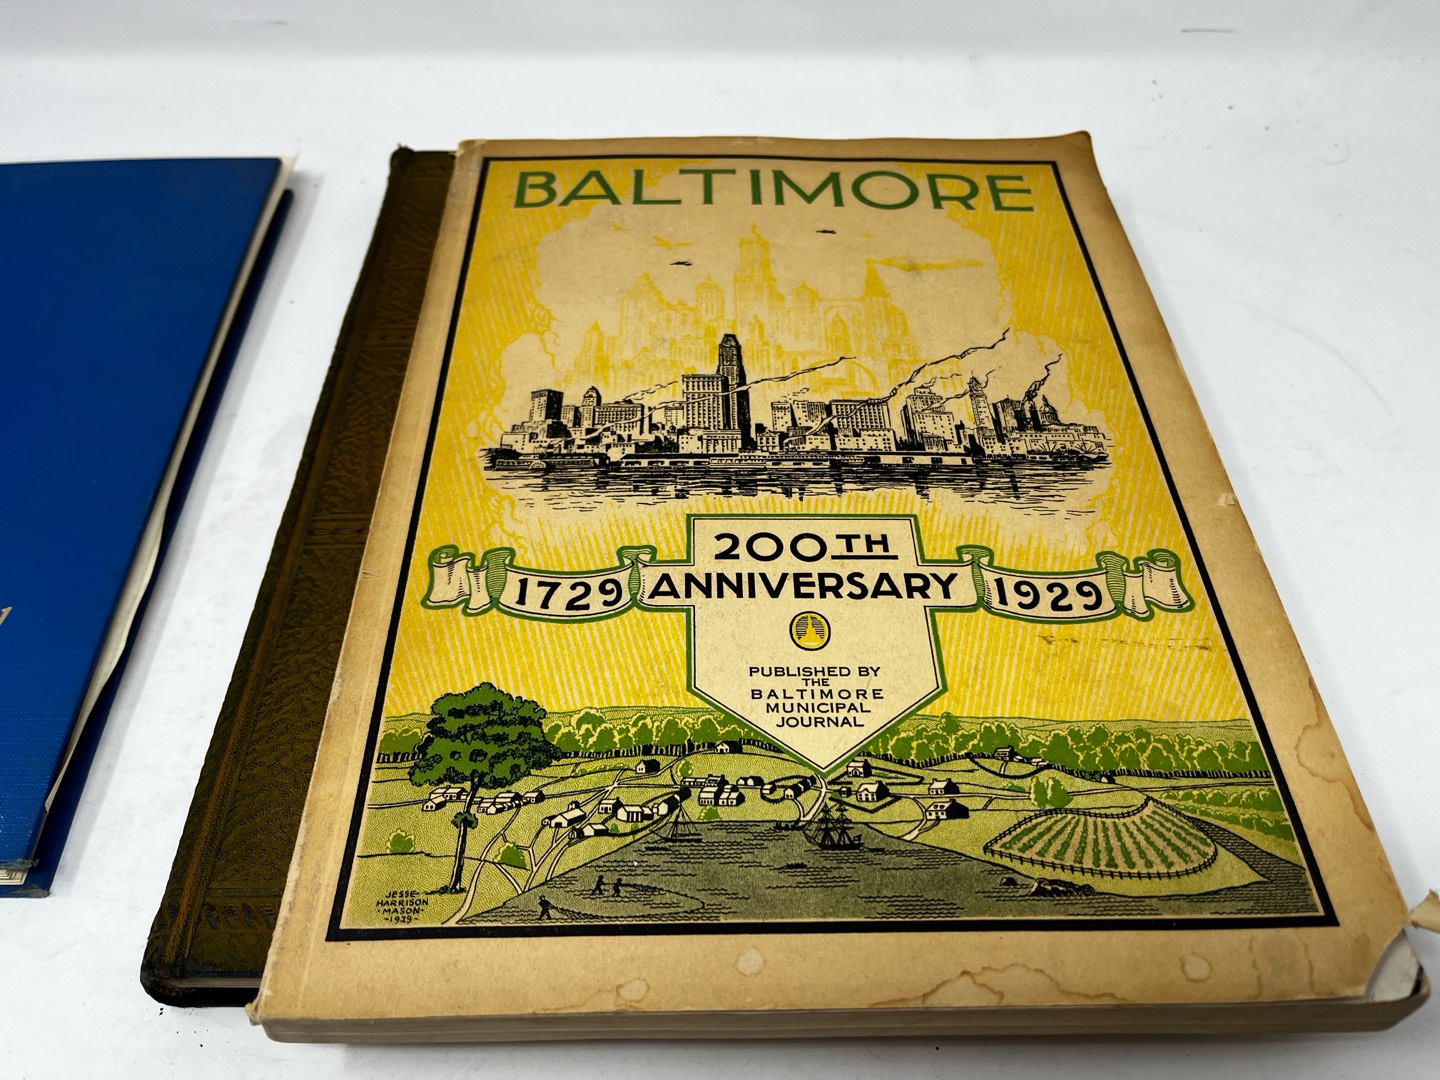 BALTIMORE
200TH
1729 ANNIVERSARY 1929
PUBLISHED BY
THE
BALTIMORE
MUNICIPAL
JOURNAL
JESSE
HARRISON
·MASON·
·1929·